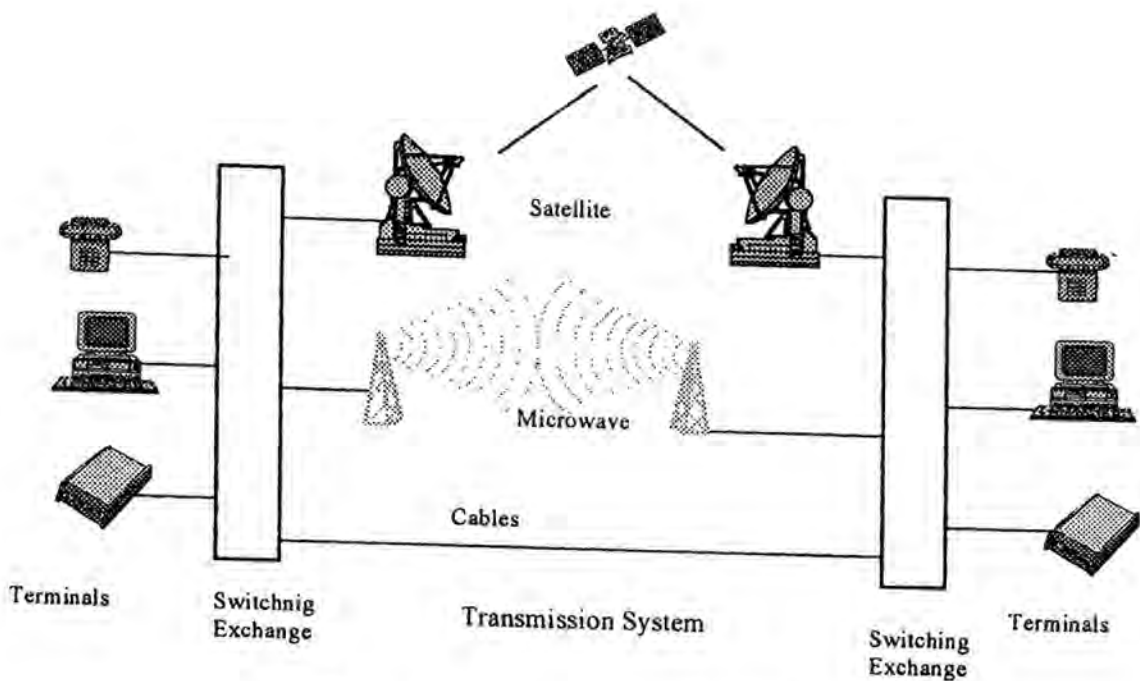 Satellite
Microwave
Cables
Terminals
Switchnig
Exchange
Transmission System
Switching
Exchange
Terminals